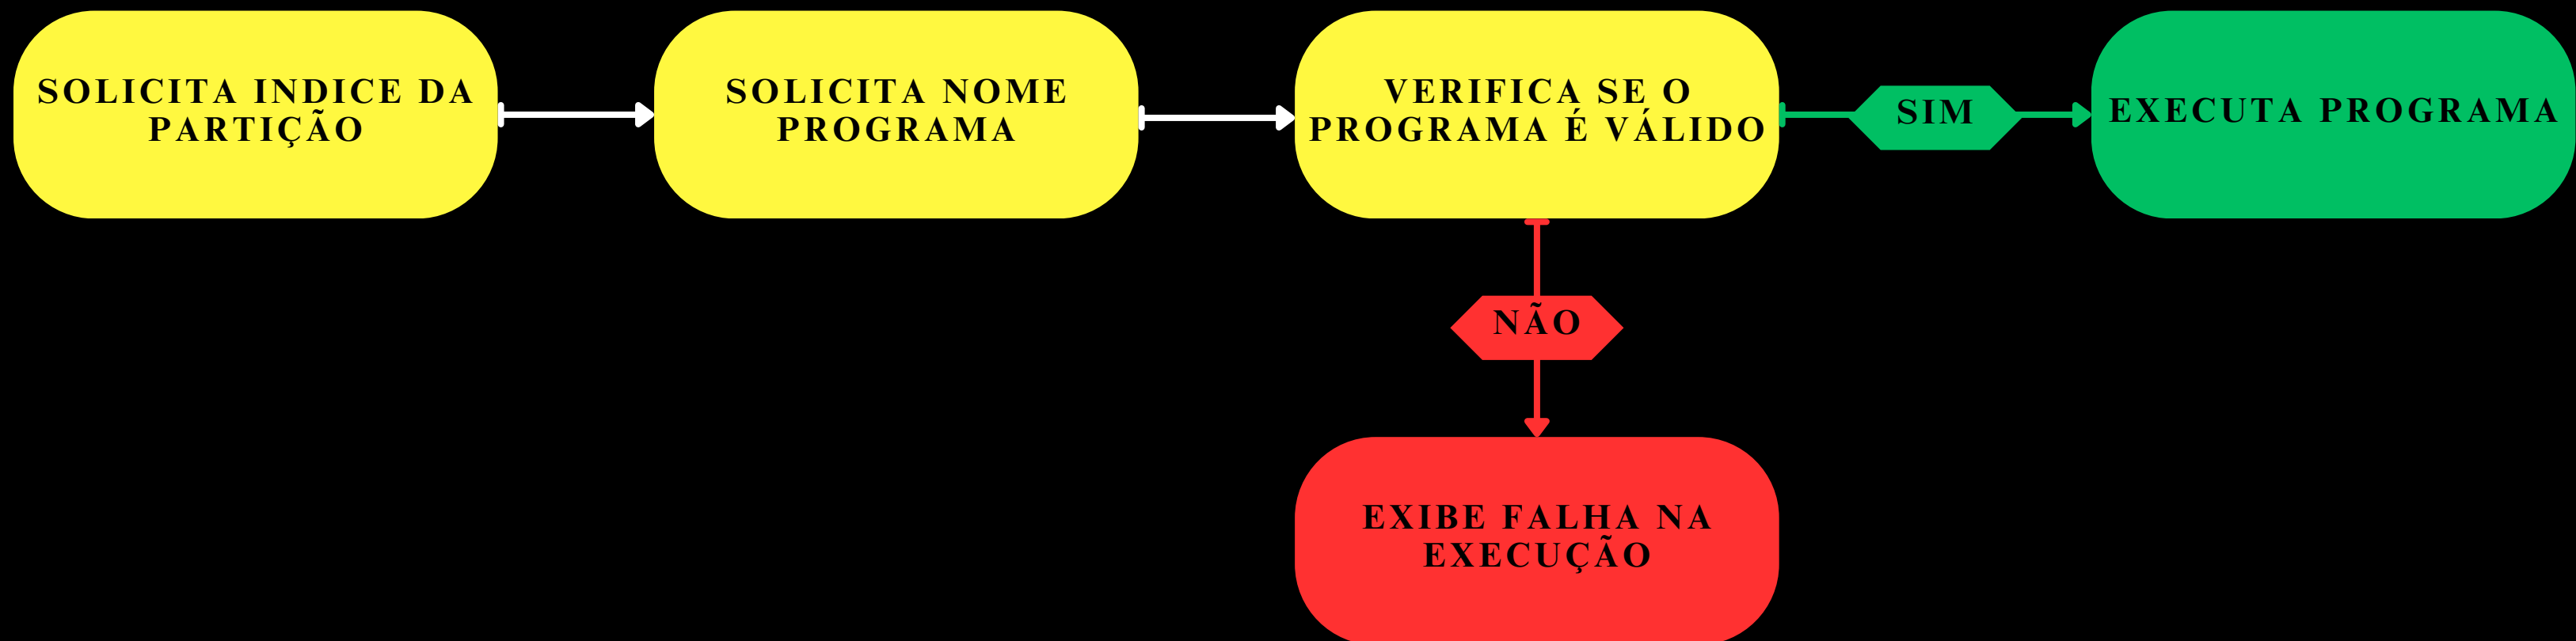 SOLICITA INDICE DA
PARTIÇÃO
SOLICITA NOME
PROGRAMA
VERIFICA SE O
PROGRAMA É VÁLIDO
SIM
EXECUTA PROGRAMA
NÃO
EXIBE FALHA NA
EXECUÇÃO